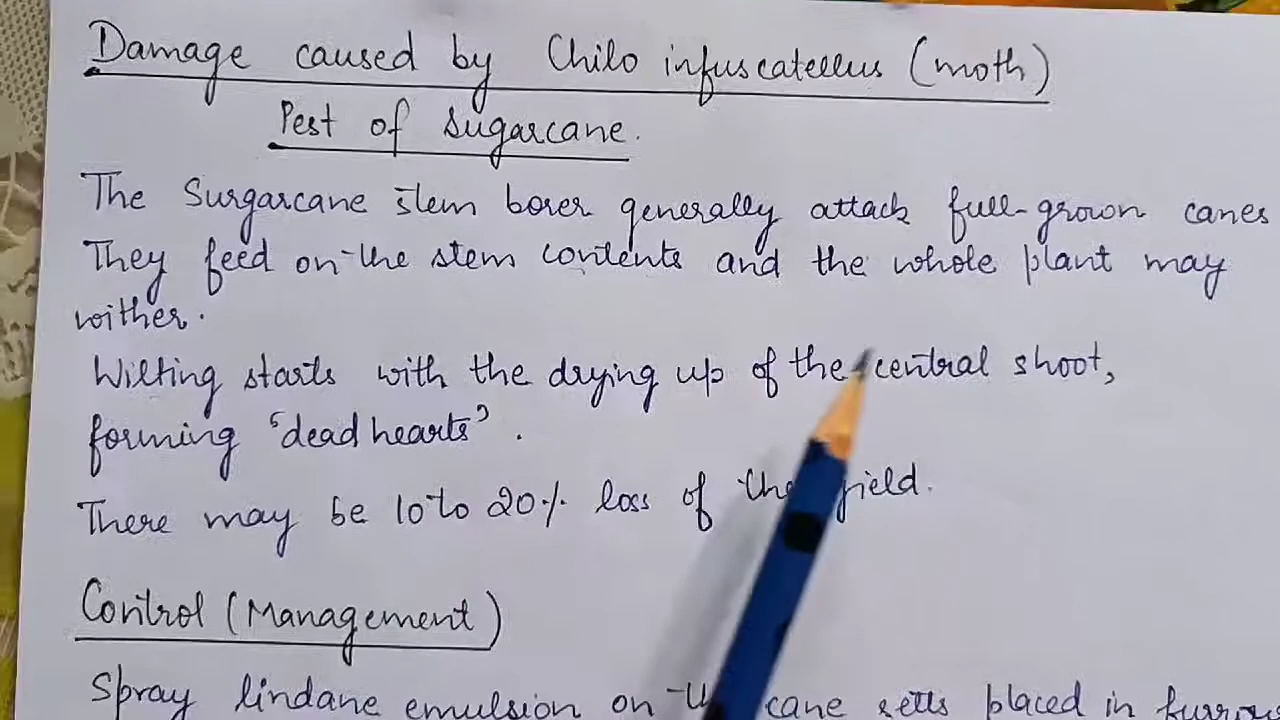 Damage caused by Chilo infuscatellus (moth)
Pest of sugarcane.
The Surgarcane stem borer generally attack full-grown canes
They feed on the stem contents and the whole plant may
wither.
Wilting starts with the drying up of the central shoot,
forming 'dead hearts'.
There may be 10 to 20% loss of the
Control (Management)
Spray lindane emulsion on cane setts placed in